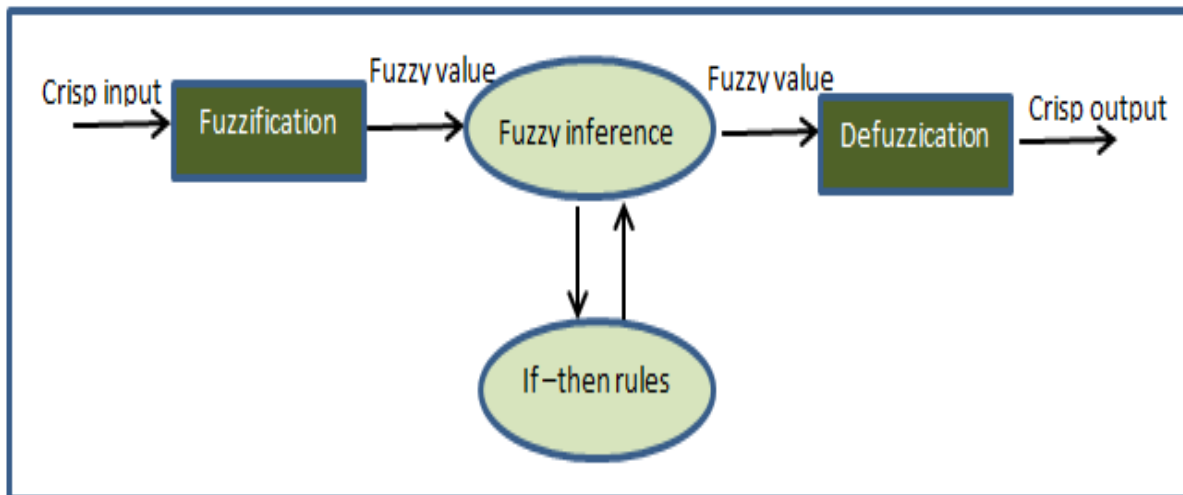 Crisp input
Fuzzification
Fuzzy value
Fuzzy inference
Fuzzy value
Defuzzication
Crisp output
If –then rules